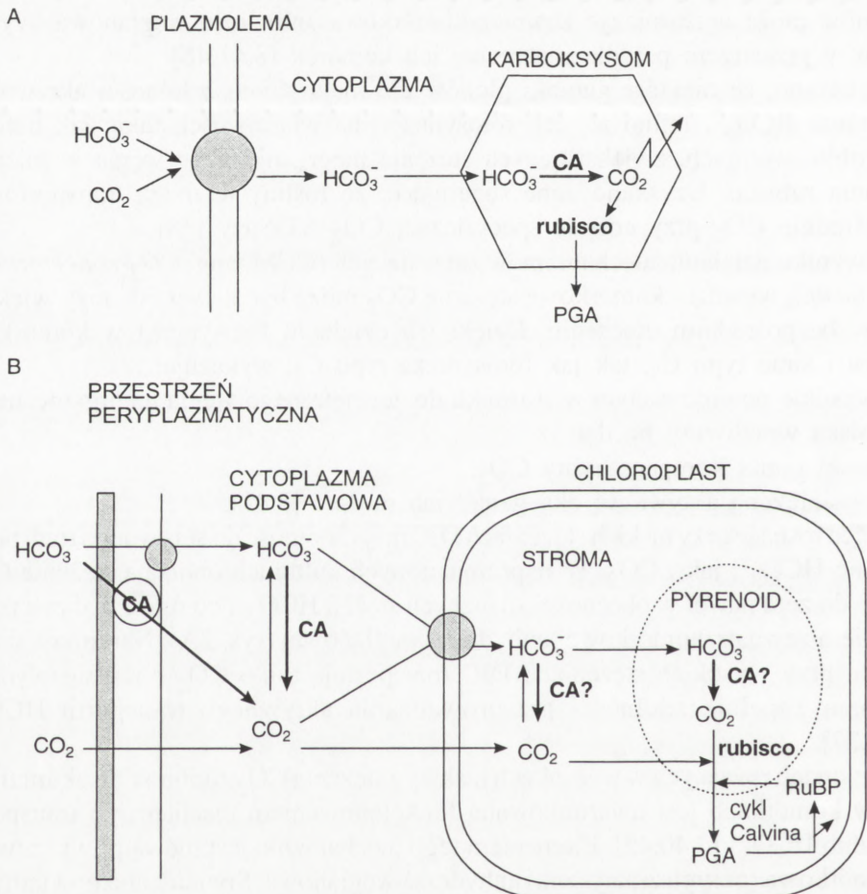 A
PLAZMOLEMA
CYTOPLAZMA
KARBOKSYSOM
HCO₃⁻
CO₂
HCO₃⁻
HCO₃⁻ CA CO₂
rubisco
PGA
B
PRZESTRZEŃ
PERYPLAZMATYCZNA
CYTOPLAZMA
PODSTAWOWA
CHLOROPLAST
STROMA
PYRENOID
HCO₃⁻
HCO₃⁻
CA
CA
HCO₃⁻
HCO₃⁻
CA?
CA?
CO₂
CO₂
CO₂
CO₂
rubisco
RuBP
cykl
Calvina
PGA